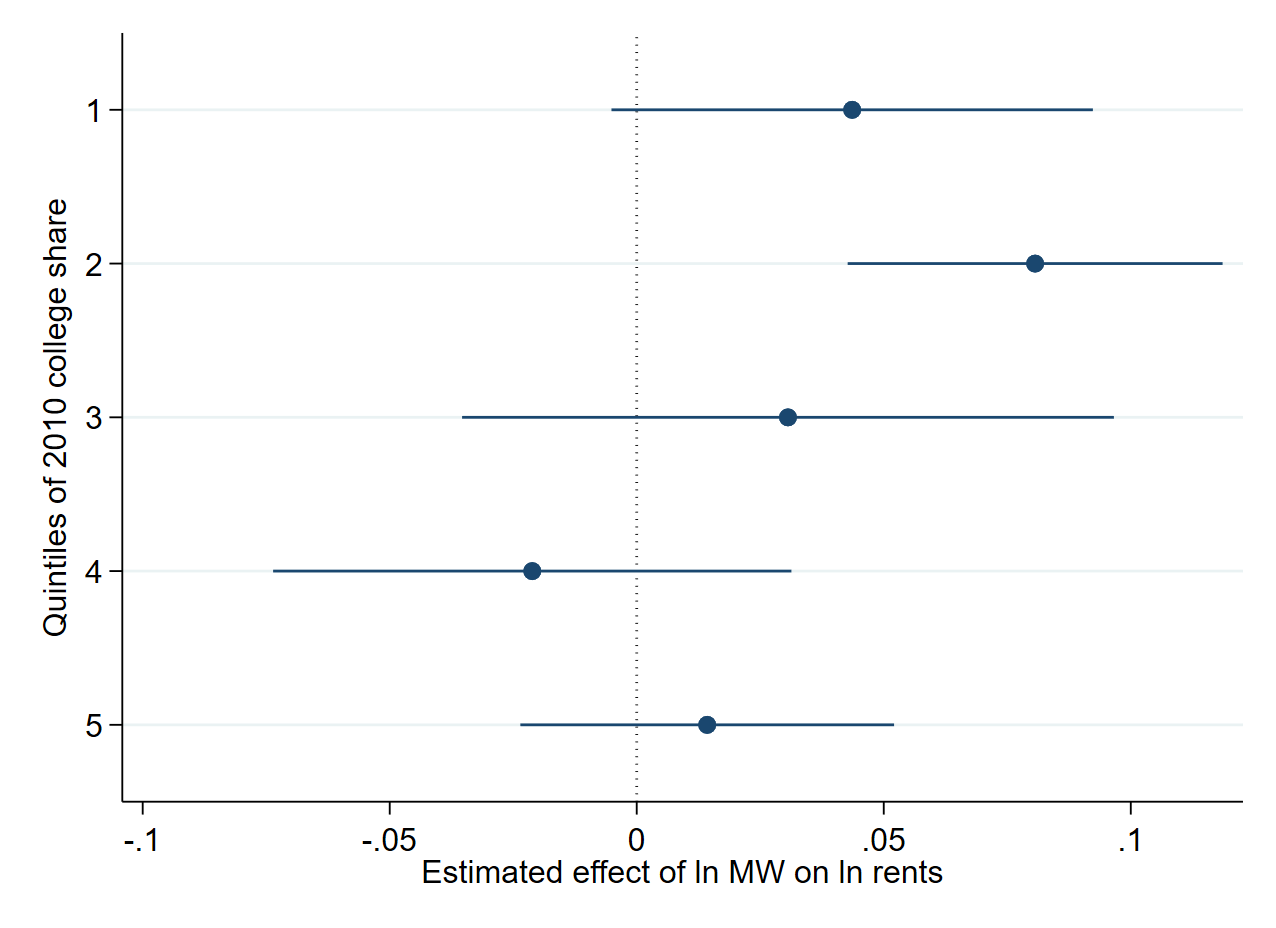 Quintiles of 2010 college share
1
2
3
4
5
-.1 -.05 0 .05 .1
Estimated effect of ln MW on ln rents